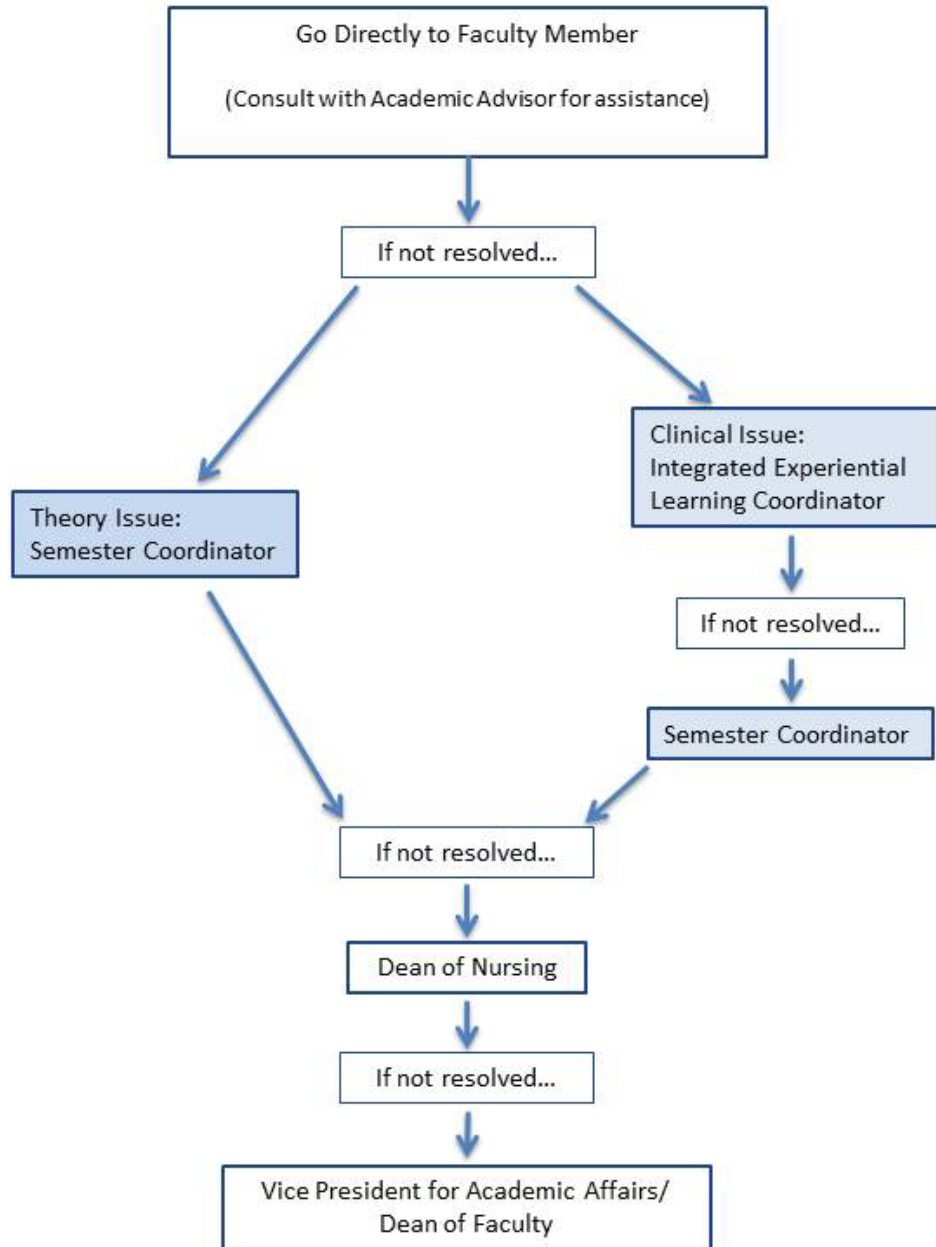 Go Directly to Faculty Member
(Consult with Academic Advisor for assistance)
If not resolved...
Clinical Issue:
Integrated Experiential
Learning Coordinator
Theory Issue:
Semester Coordinator
If not resolved...
Semester Coordinator
If not resolved...
Dean of Nursing
If not resolved...
Vice President for Academic Affairs/
Dean of Faculty